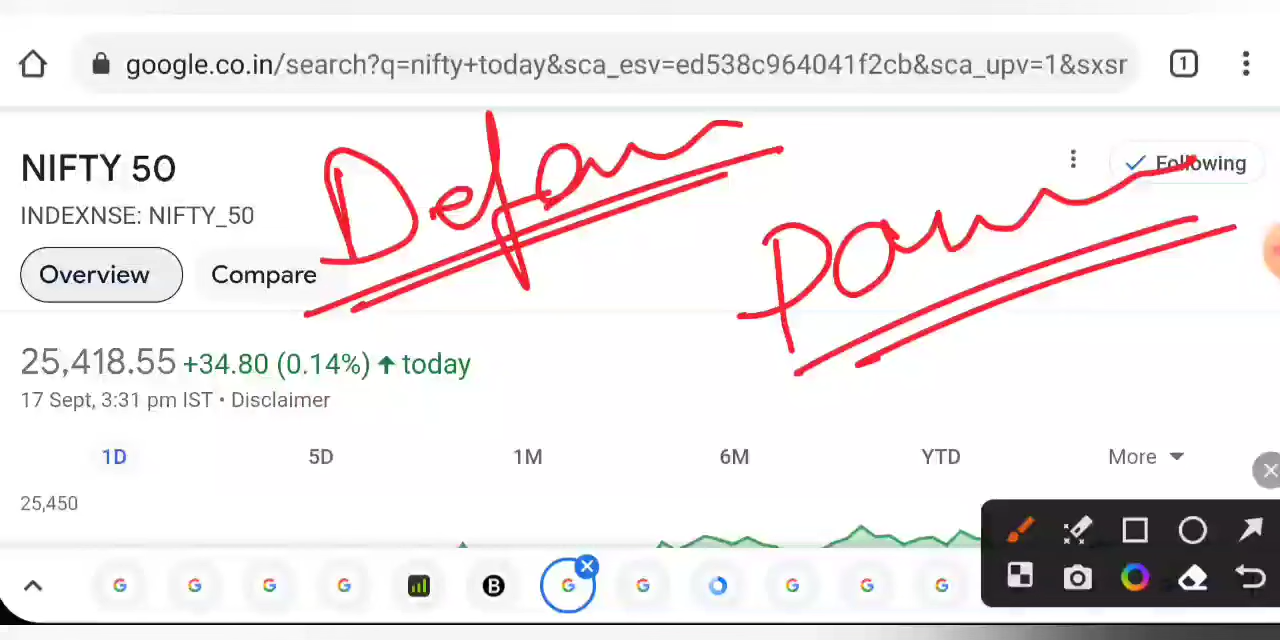 1
google.co.in/search?q=nifty+today&sca_esv=ed538c964041f2cb&sca_upv=1&sxsr
NIFTY 50
Following
INDEXNSE: NIFTY_50
Overview Compare
25,418.55 +34.80 (0.14%) ↑ today
17 Sept, 3:31 pm IST • Disclaimer
1D 5D 1M 6M YTD More
25,450